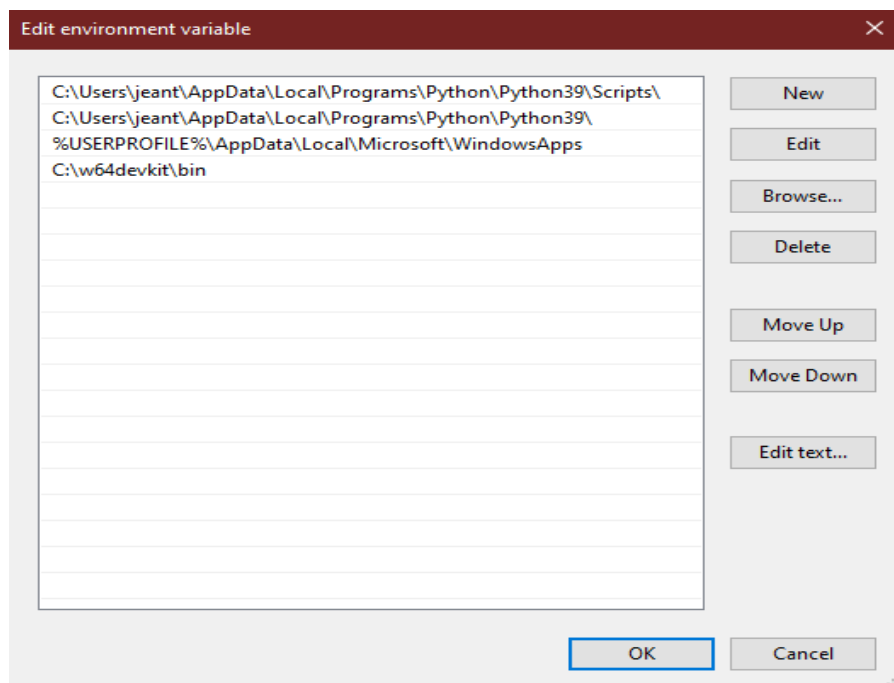 Edit environment variable
C:\Users\jeant\AppData\Local\Programs\Python\Python39\Scripts\
C:\Users\jeant\AppData\Local\Programs\Python\Python39\
%USERPROFILE%\AppData\Local\Microsoft\WindowsApps
C:\w64devkit\bin
New
Edit
Browse...
Delete
Move Up
Move Down
Edit text...
OK
Cancel